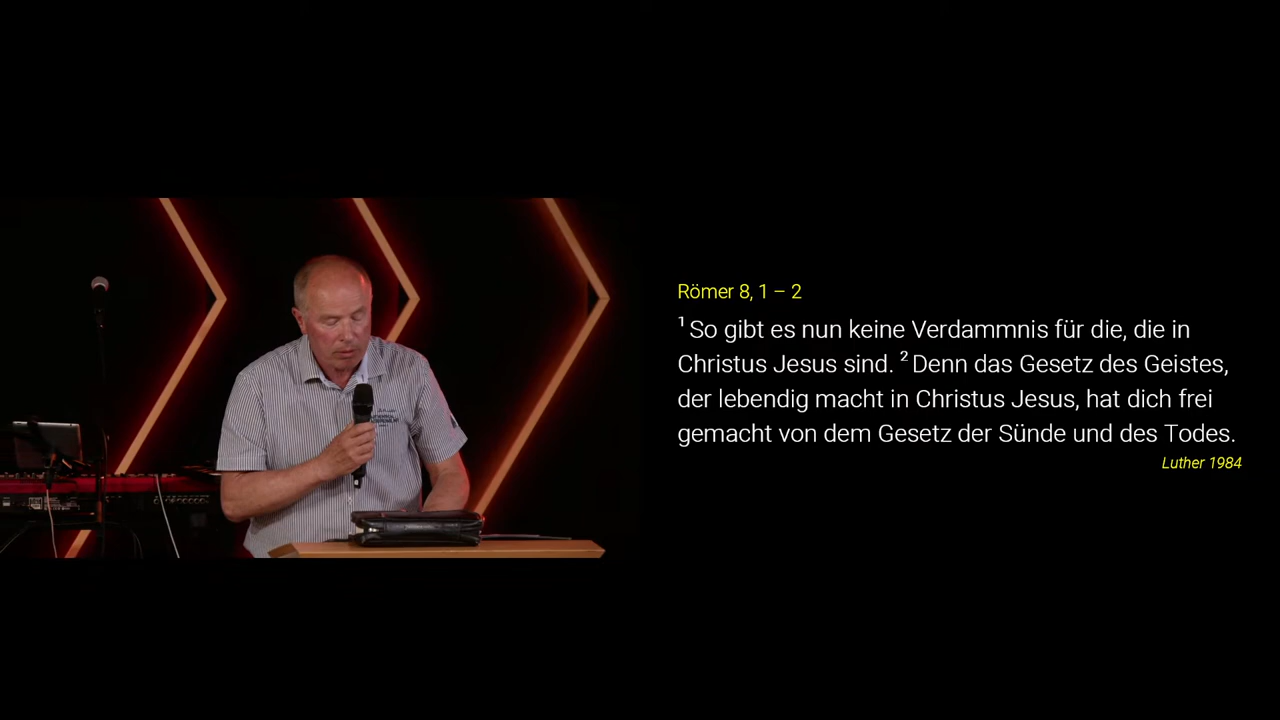 Römer 8, 1 – 2
¹ So gibt es nun keine Verdammnis für die, die in
Christus Jesus sind. ² Denn das Gesetz des Geistes,
der lebendig macht in Christus Jesus, hat dich frei
gemacht von dem Gesetz der Sünde und des Todes.
Luther 1984